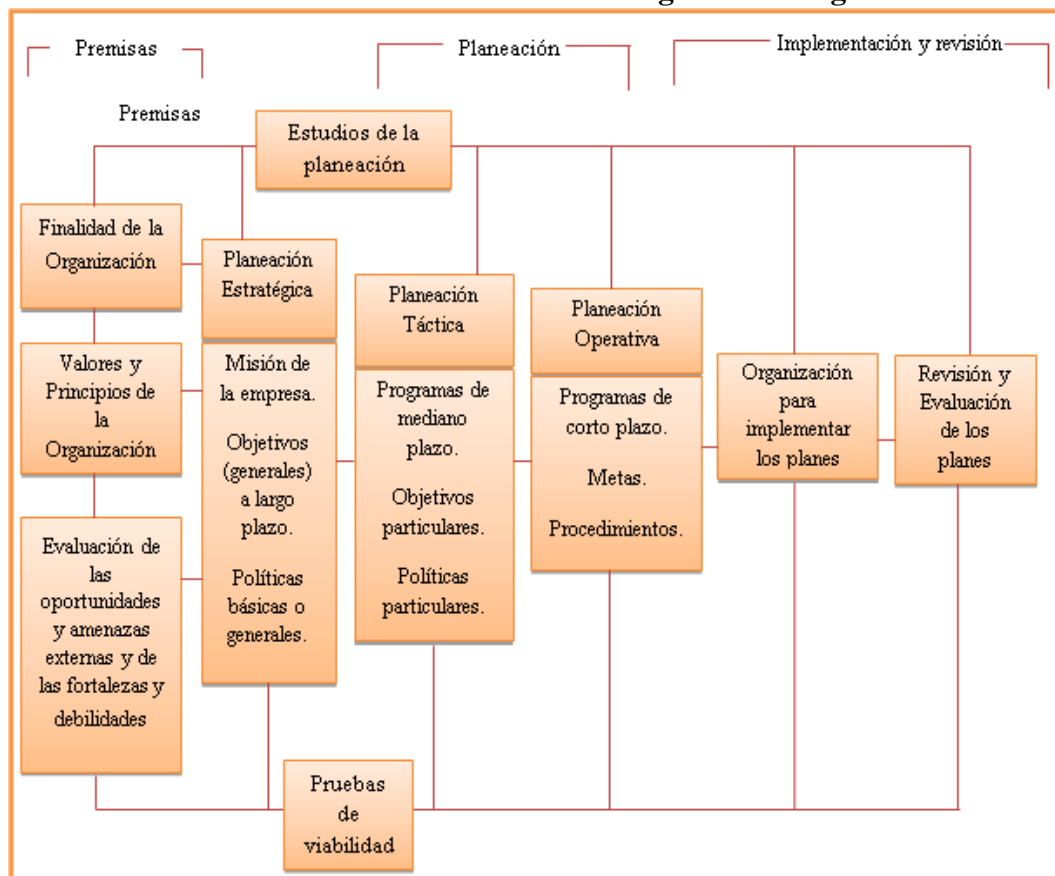 Premisas
Planeación
Implementación y revisión
Premisas
Estudios de la
planeación
Finalidad de la
Organización
Planeación
Estratégica
Planeación
Táctica
Planeación
Operativa
Valores y
Principios de
la
Organización
Misión de
la empresa.
Objetivos
(generales)
a largo
plazo.
Políticas
básicas o
generales.
Programas de
mediano
plazo.
Objetivos
particulares.
Políticas
particulares.
Programas de
corto plazo.
Metas.
Procedimientos.
Organización
para
implementar
los planes
Revisión y
Evaluación
de los
planes
Evaluación de
las
oportunidades
y amenazas
externas y de
las fortalezas y
debilidades
Pruebas
de
viabilidad